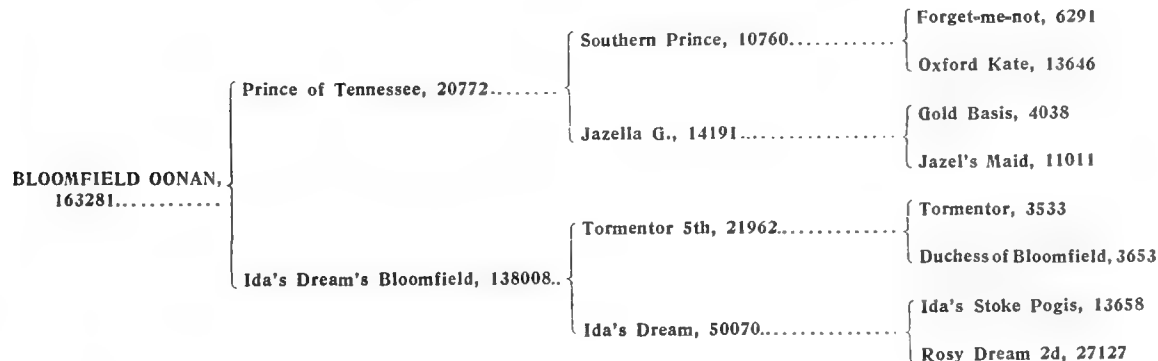 Forget-me-not, 6291
Southern Prince, 10760..............
Oxford Kate, 13646
Prince of Tennessee, 20772..........
Gold Basis, 4038
Jazella G., 14191....................
Jazel's Maid, 11011
BLOOMFIELD OONAN,
163281............
Tormentor, 3533
Tormentor 5th, 21962................
Duchess of Bloomfield, 3653
Ida's Dream's Bloomfield, 138008..
Ida's Stoke Pogis, 13658
Ida's Dream, 50070..................
Rosy Dream 2d, 27127